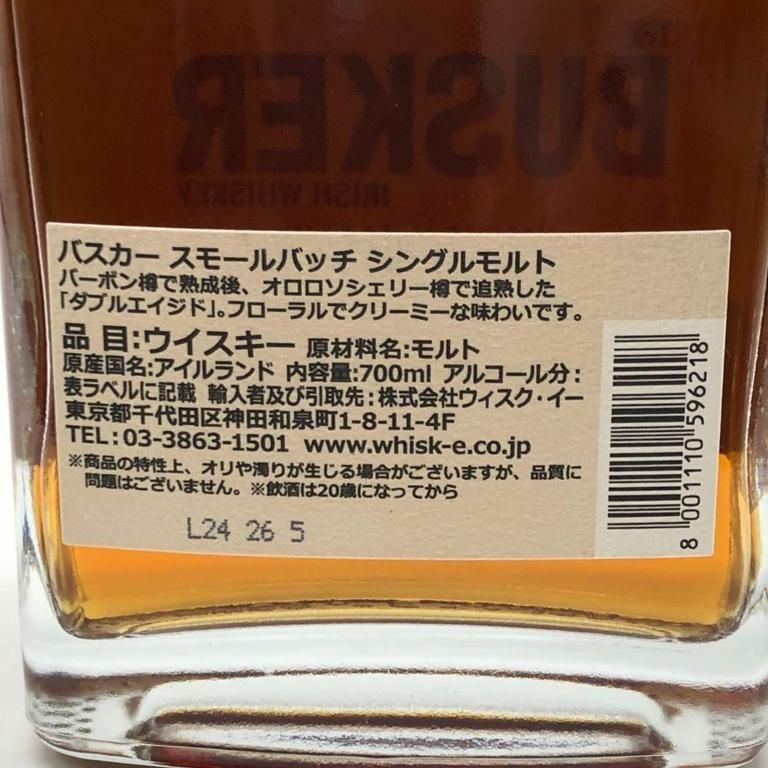 THE
BUSKER
IRISH WHISKEY
バスカー スモールバッチ シングルモルト
バーボン樽で熟成後、オロロソシェリー樽で追熟した
「ダブルエイジド」。フローラルでクリーミーな味わいです。
品 目:ウイスキー 原材料名:モルト
原産国名:アイルランド 内容量:700ml アルコール分:
表ラベルに記載 輸入者及び引取先:株式会社ウィスク・イー
東京都千代田区神田和泉町1-8-11-4F
TEL:03-3863-1501 www.whisk-e.co.jp
※商品の特性上、オリや濁りが生じる場合がございますが、品質に
問題はございません。※飲酒は20歳になってから
L24 26 5
8 001110 596218